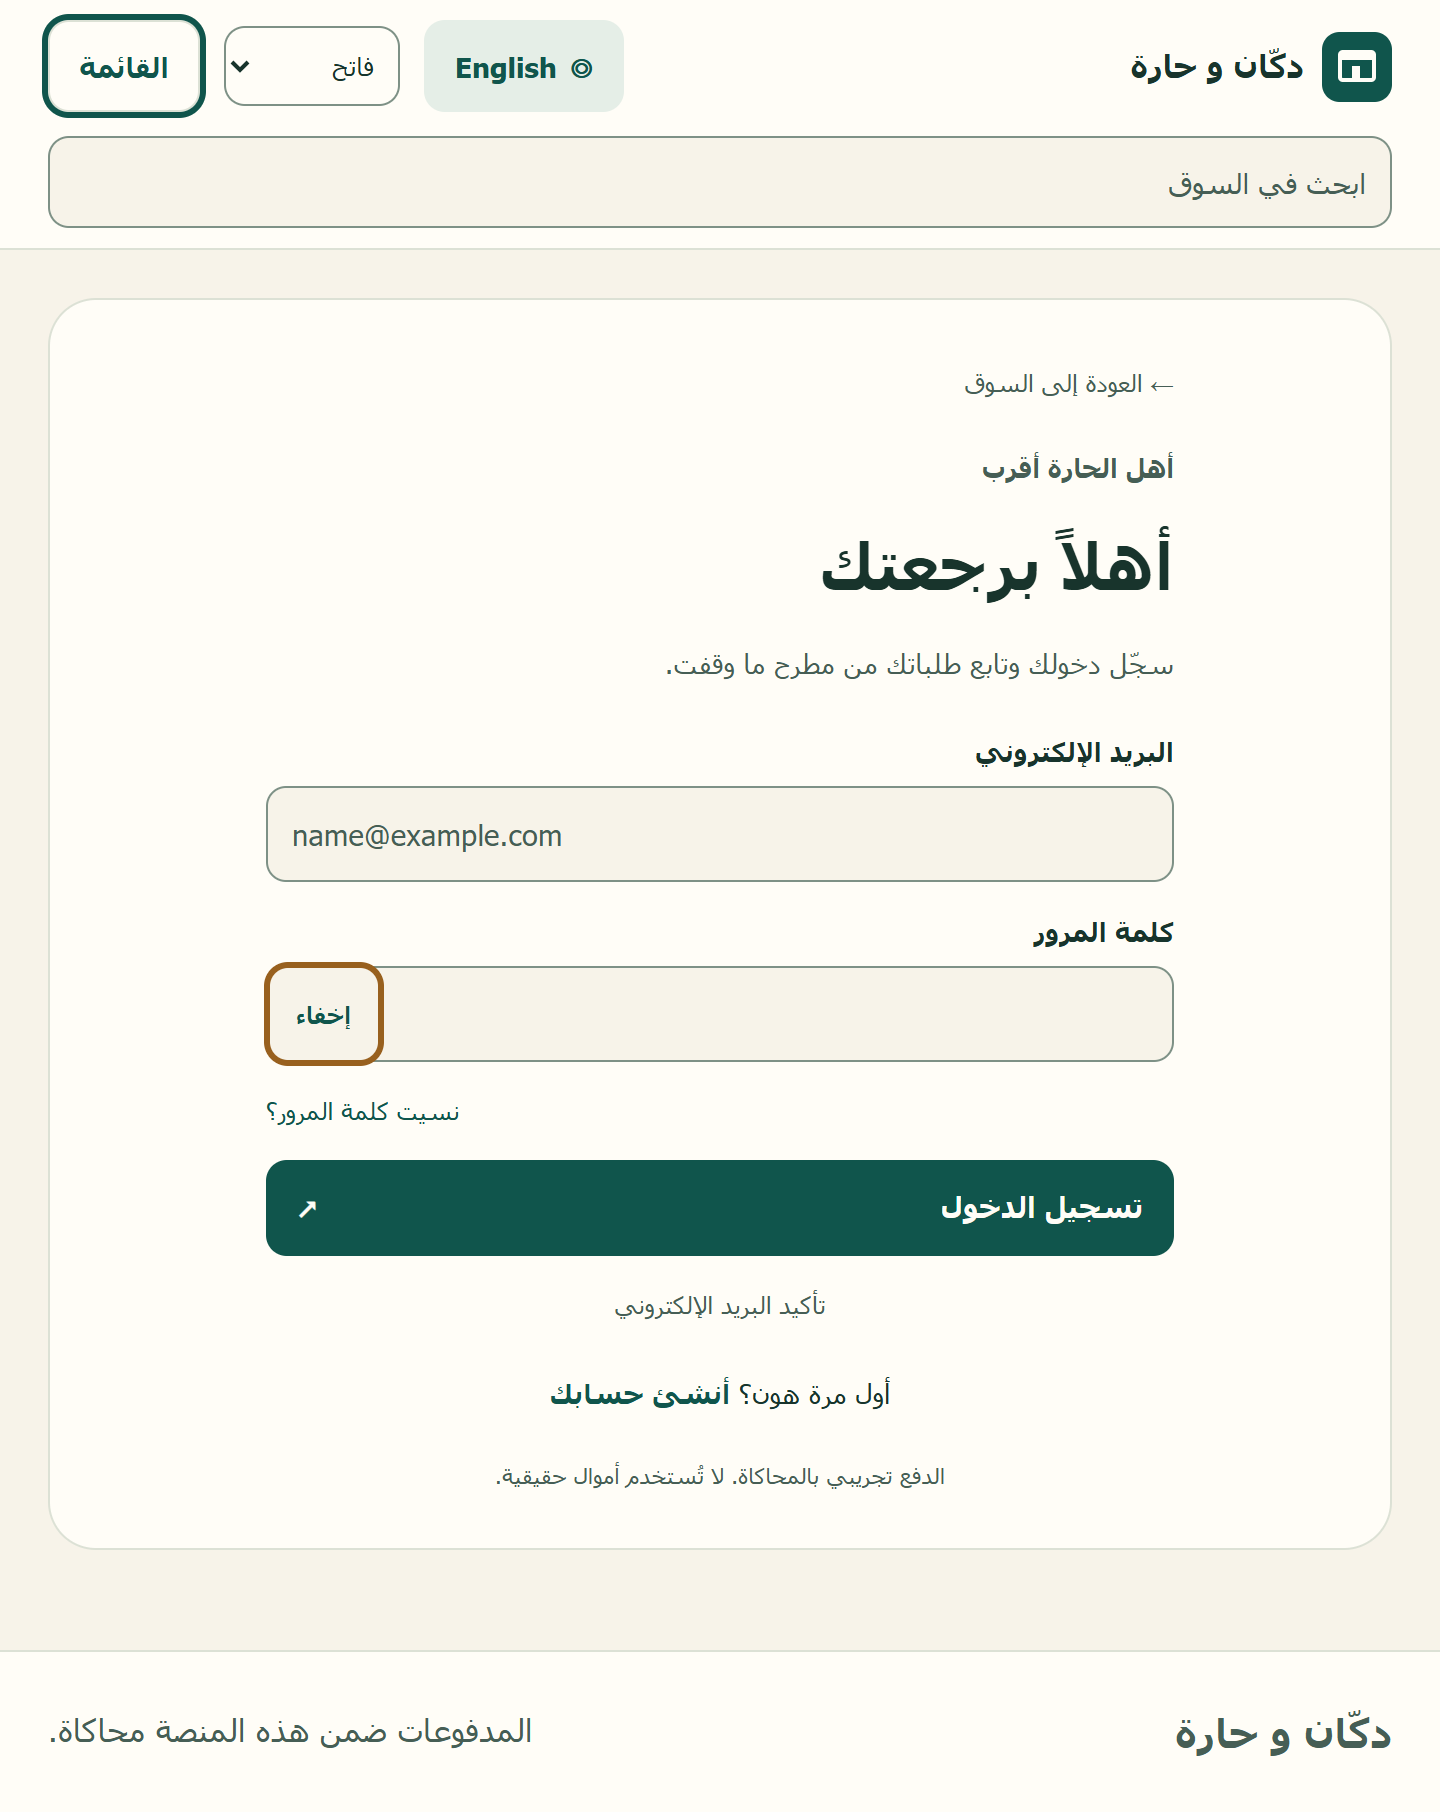 دكّان و حارة
◎ English
فاتح
القائمة
ابحث في السوق
← العودة إلى السوق
أهل الحارة أقرب
أهلاً برجعتك
سجّل دخولك وتابع طلباتك من مطرح ما وقفت.
البريد الإلكتروني
name@example.com
كلمة المرور
إخفاء
نسيت كلمة المرور؟
تسجيل الدخول ↗
تأكيد البريد الإلكتروني
أول مرة هون؟ أنشئ حسابك
الدفع تجريبي بالمحاكاة. لا تُستخدم أموال حقيقية.
دكّان و حارة
المدفوعات ضمن هذه المنصة محاكاة.